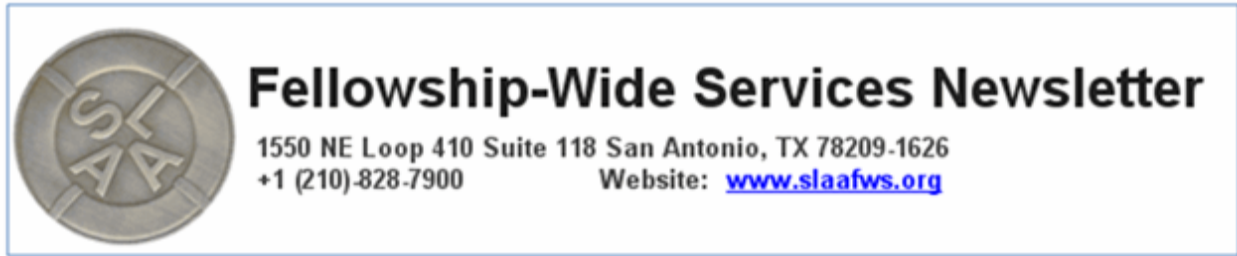 SLAA
Fellowship-Wide Services Newsletter
1550 NE Loop 410 Suite 118 San Antonio, TX 78209-1626
+1 (210)-828-7900 Website: www.slaafws.org